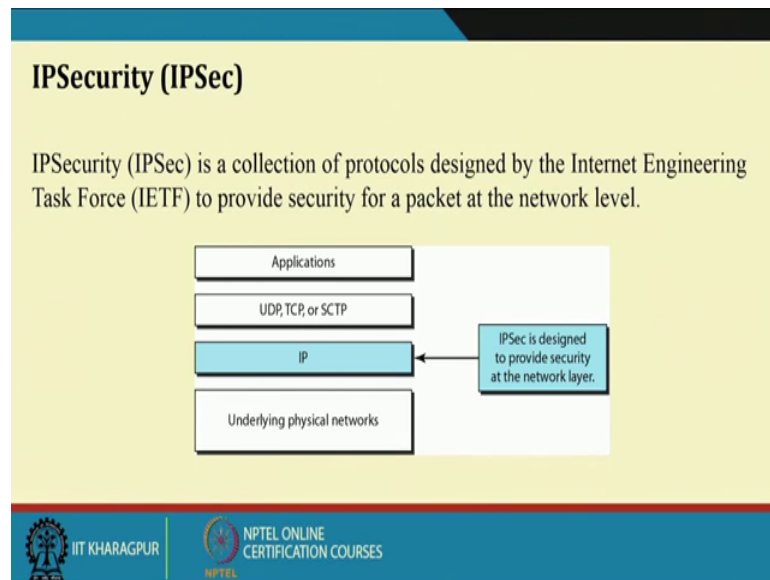 IPSecurity (IPSec)
IPSecurity (IPSec) is a collection of protocols designed by the Internet Engineering
Task Force (IETF) to provide security for a packet at the network level.
Applications
UDP, TCP, or SCTP
IP
IPSec is designed
to provide security
at the network layer.
Underlying physical networks
IIT KHARAGPUR
NPTEL ONLINE
CERTIFICATION COURSES
NPTEL